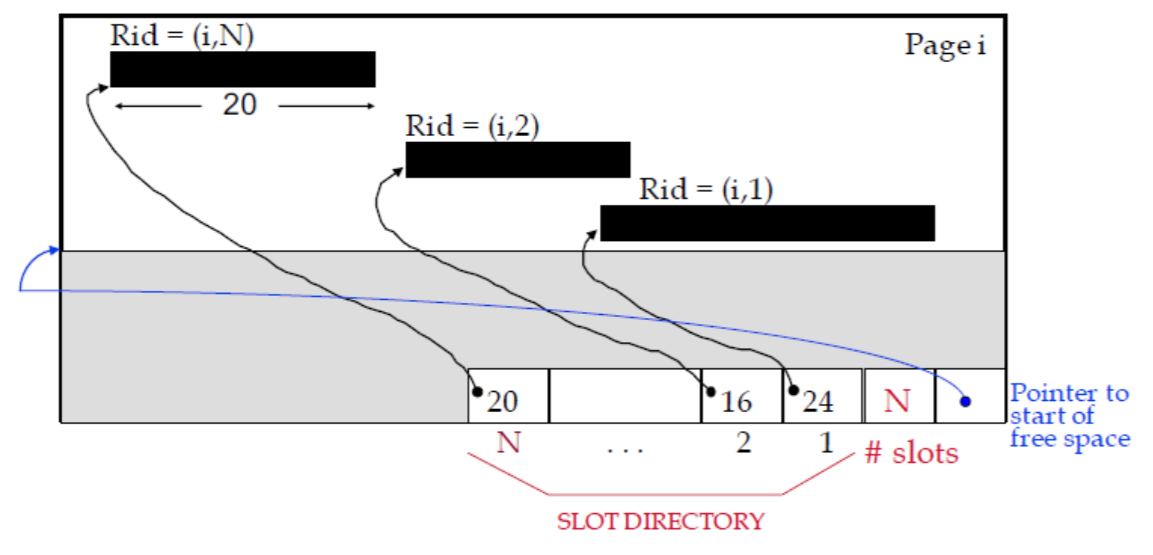 Rid = (i,N)
Page i
20
Rid = (i,2)
Rid = (i,1)
20
16
24
N
Pointer to
start of
free space
N
...
2
1
# slots
SLOT DIRECTORY